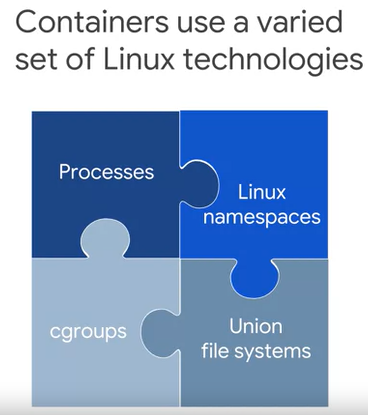 Containers use a varied
set of Linux technologies
Processes
Linux
namespaces
cgroups
Union
file systems